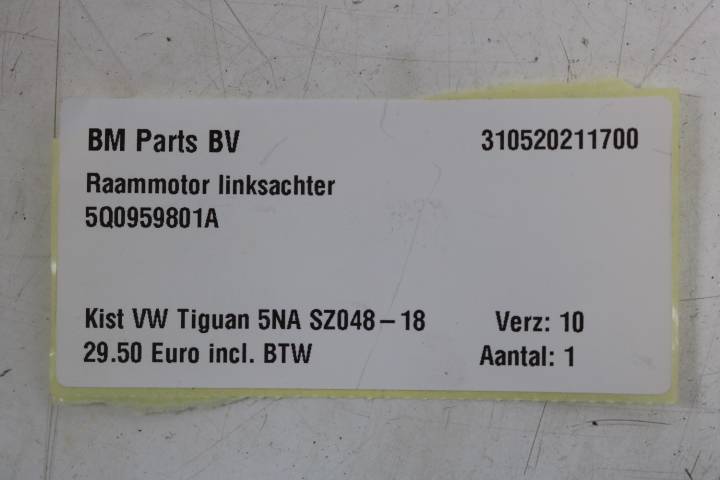 BM Parts BV 310520211700
Raammotor linksachter
5Q0959801A
Kist VW Tiguan 5NA SZ048-18 Verz: 10
29.50 Euro incl. BTW Aantal: 1